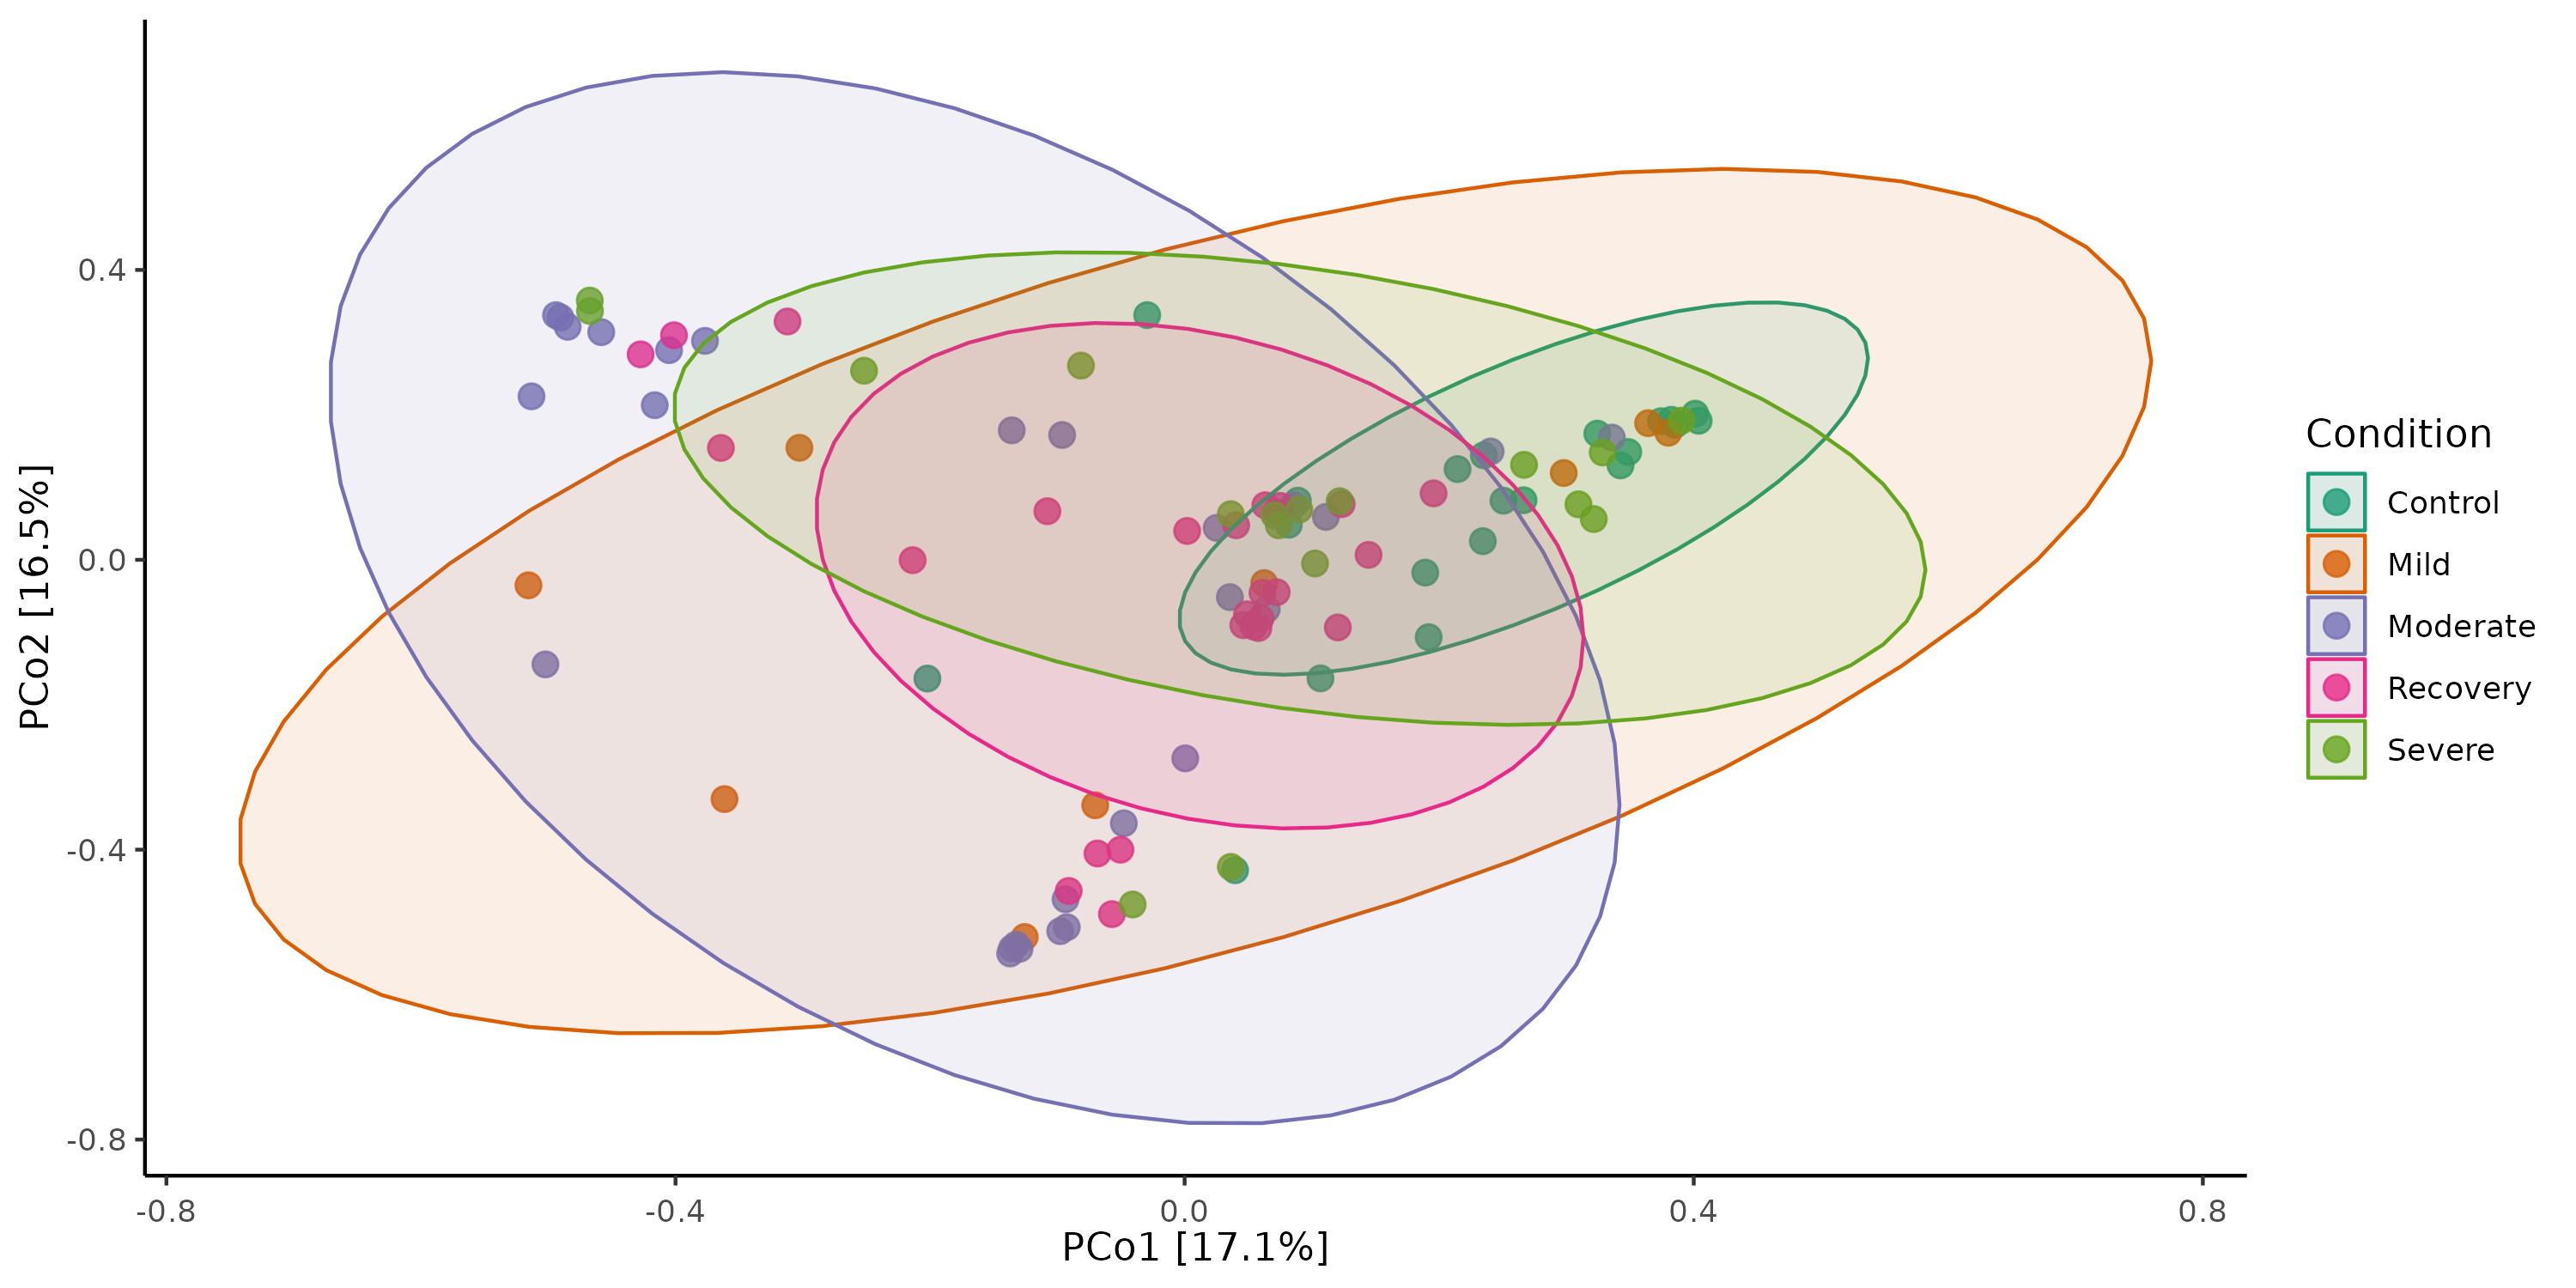 0.4
0.0
-0.4
-0.8
PCo2 [16.5%]
-0.8
-0.4
0.0
0.4
0.8
PCo1 [17.1%]
Condition
Control
Mild
Moderate
Recovery
Severe